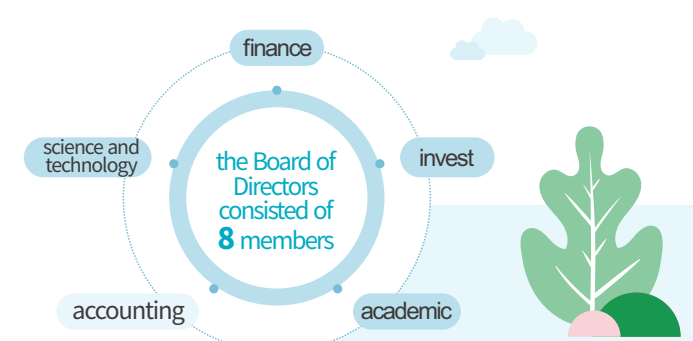 finance
science and
technology
invest
the Board of
Directors
consisted of
8 members
accounting
academic